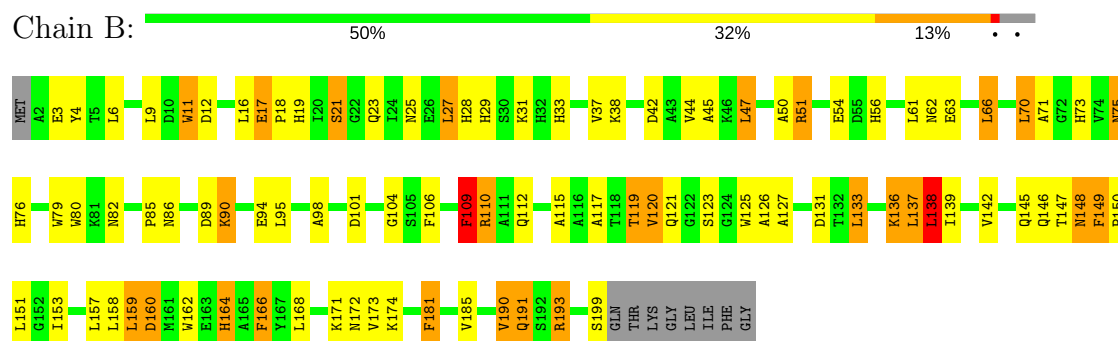 Chain B:
50% 32% 13% • •
MET A2 E3 Y4 T5 L6 L9 D10 W11 D12 L16 E17 P18 H19 I20 S21 G22 Q23 I24 N25 E26 L27 H28 H29 S30 K31 H32 H33 V37 K38 D42 A43 V44 A45 K46 L47 A50 R51 E54 D55 H56 L61 N62 E63 L66 L70 A71 G72 H73 V74 N75
H76 W79 W80 K81 N82 P85 N86 D89 K90 E94 L95 A98 D101 G104 S105 F106 F109 R110 A111 Q112 A115 A116 A117 T118 T119 V120 Q121 G122 S123 G124 W125 A126 A127 D131 T132 L133 K136 L137 L138 I139 V142 Q145 Q146 T147 N148 F149 P150
L151 G152 I153 L157 L158 L159 D160 M161 W162 E163 H164 A165 F166 Y167 L168 K171 N172 V173 K174 F181 V185 V190 Q191 S192 R193 S199 GLN THR LYS GLY LEU ILE PHE GLY